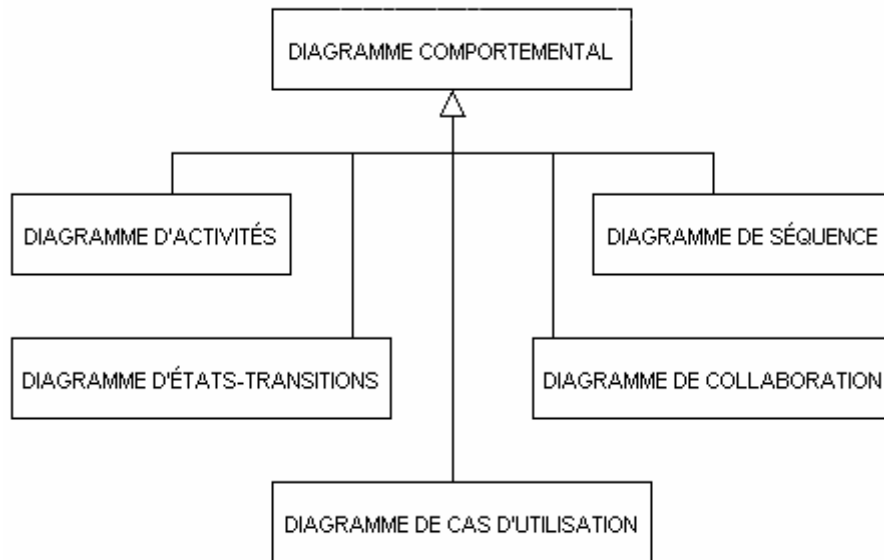 DIAGRAMME COMPORTEMENTAL
DIAGRAMME D'ACTIVITÉS
DIAGRAMME DE SÉQUENCE
DIAGRAMME D'ÉTATS-TRANSITIONS
DIAGRAMME DE COLLABORATION
DIAGRAMME DE CAS D'UTILISATION